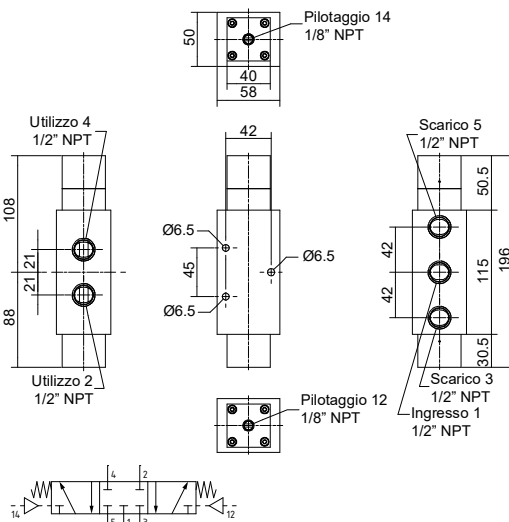 Pilotaggio 14
1/8” NPT
50
40
58
Utilizzo 4
1/2” NPT
108
88
21
21
Utilizzo 2
1/2” NPT
42
Ø6.5
45
Ø6.5
Ø6.5
Scarico 5
1/2” NPT
42
42
50.5
115
196
30.5
Scarico 3
1/2” NPT
Ingresso 1
1/2” NPT
Pilotaggio 12
1/8” NPT
4 2
14 12
5 1 3